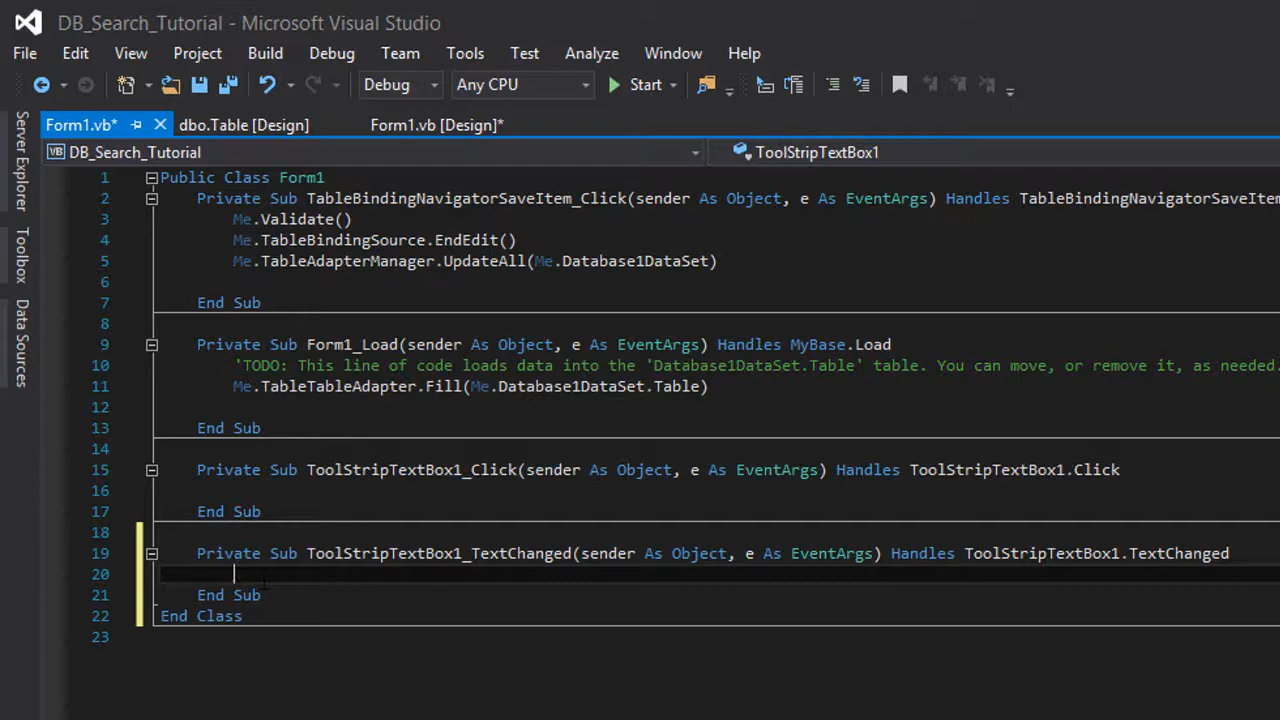 DB_Search_Tutorial - Microsoft Visual Studio
File Edit View Project Build Debug Team Tools Test Analyze Window Help
Debug Any CPU Start
Form1.vb* dbo.Table [Design] Form1.vb [Design]*
VB DB_Search_Tutorial ToolStripTextBox1
Server Explorer
Toolbox
Data Sources
1 Public Class Form1
2 Private Sub TableBindingNavigatorSaveItem_Click(sender As Object, e As EventArgs) Handles TableBindingNavigatorSaveItem
3 Me.Validate()
4 Me.TableBindingSource.EndEdit()
5 Me.TableAdapterManager.UpdateAll(Me.Database1DataSet)
6
7 End Sub
8
9 Private Sub Form1_Load(sender As Object, e As EventArgs) Handles MyBase.Load
10 'TODO: This line of code loads data into the 'Database1DataSet.Table' table. You can move, or remove it, as needed.
11 Me.TableTableAdapter.Fill(Me.Database1DataSet.Table)
12
13 End Sub
14
15 Private Sub ToolStripTextBox1_Click(sender As Object, e As EventArgs) Handles ToolStripTextBox1.Click
16
17 End Sub
18
19 Private Sub ToolStripTextBox1_TextChanged(sender As Object, e As EventArgs) Handles ToolStripTextBox1.TextChanged
20
21 End Sub
22 End Class
23